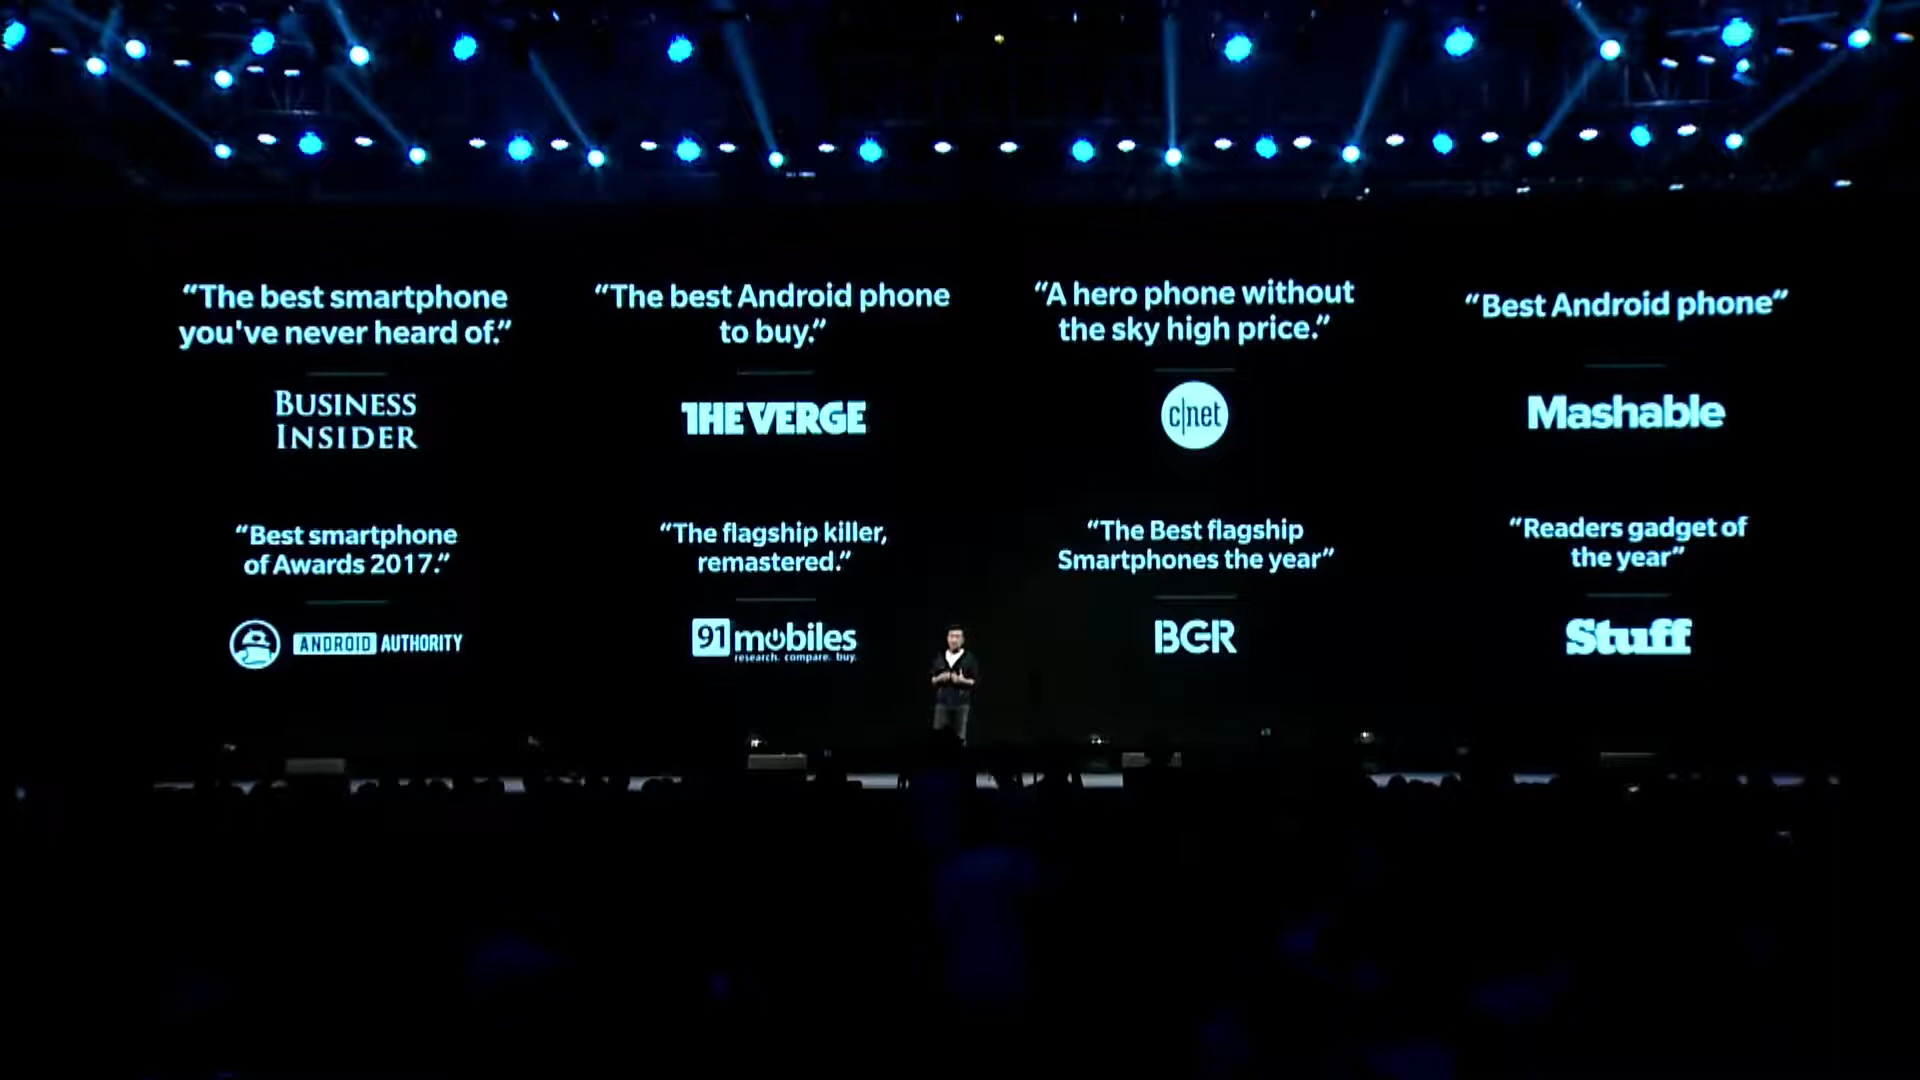 “The best smartphone
you've never heard of.”
BUSINESS
INSIDER
“The best Android phone
to buy.”
THE VERGE
“A hero phone without
the sky high price.”
c|net
“Best Android phone”
Mashable
“Best smartphone
of Awards 2017.”
ANDROID AUTHORITY
“The flagship killer,
remastered.”
91mobiles
research. compare. buy.
“The Best flagship
Smartphones the year”
BGR
“Readers gadget of
the year”
Stuff